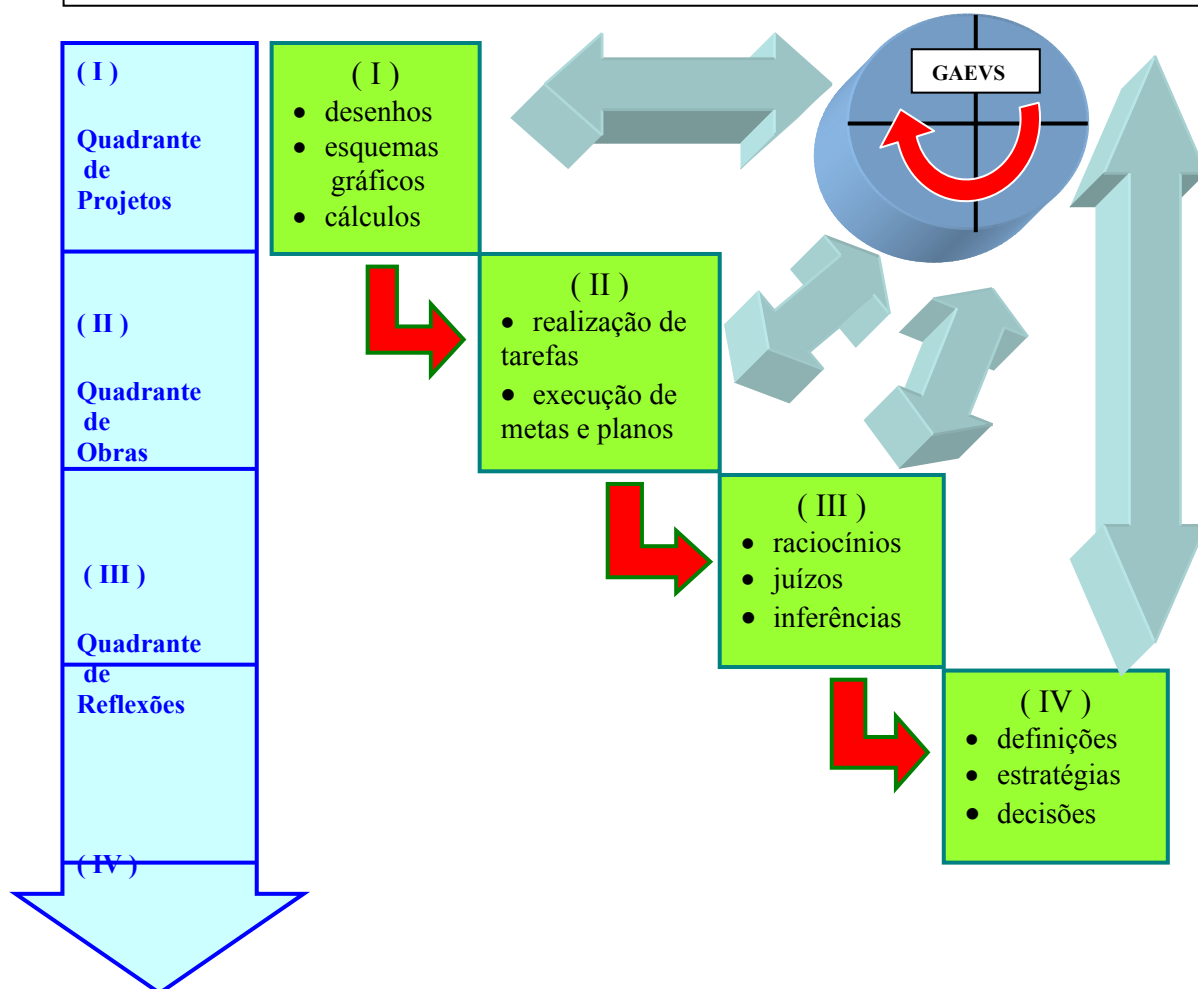 ( I )
Quadrante
de
Projetos
( II )
Quadrante
de
Obras
( III )
Quadrante
de
Reflexões
( IV )
( I )
• desenhos
• esquemas
gráficos
• cálculos
( II )
• realização de
tarefas
• execução de
metas e planos
( III )
• raciocínios
• juízos
• inferências
( IV )
• definições
• estratégias
• decisões
GAEVS